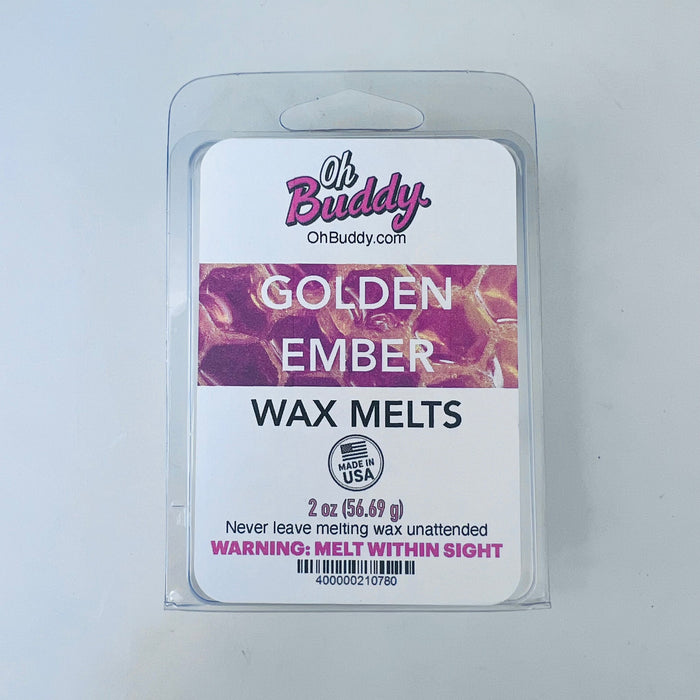 Oh
Buddy
OhBuddy.com
GOLDEN
EMBER
WAX MELTS
MADE IN
USA
2 oz (56.69 g)
Never leave melting wax unattended
WARNING: MELT WITHIN SIGHT
400000210780